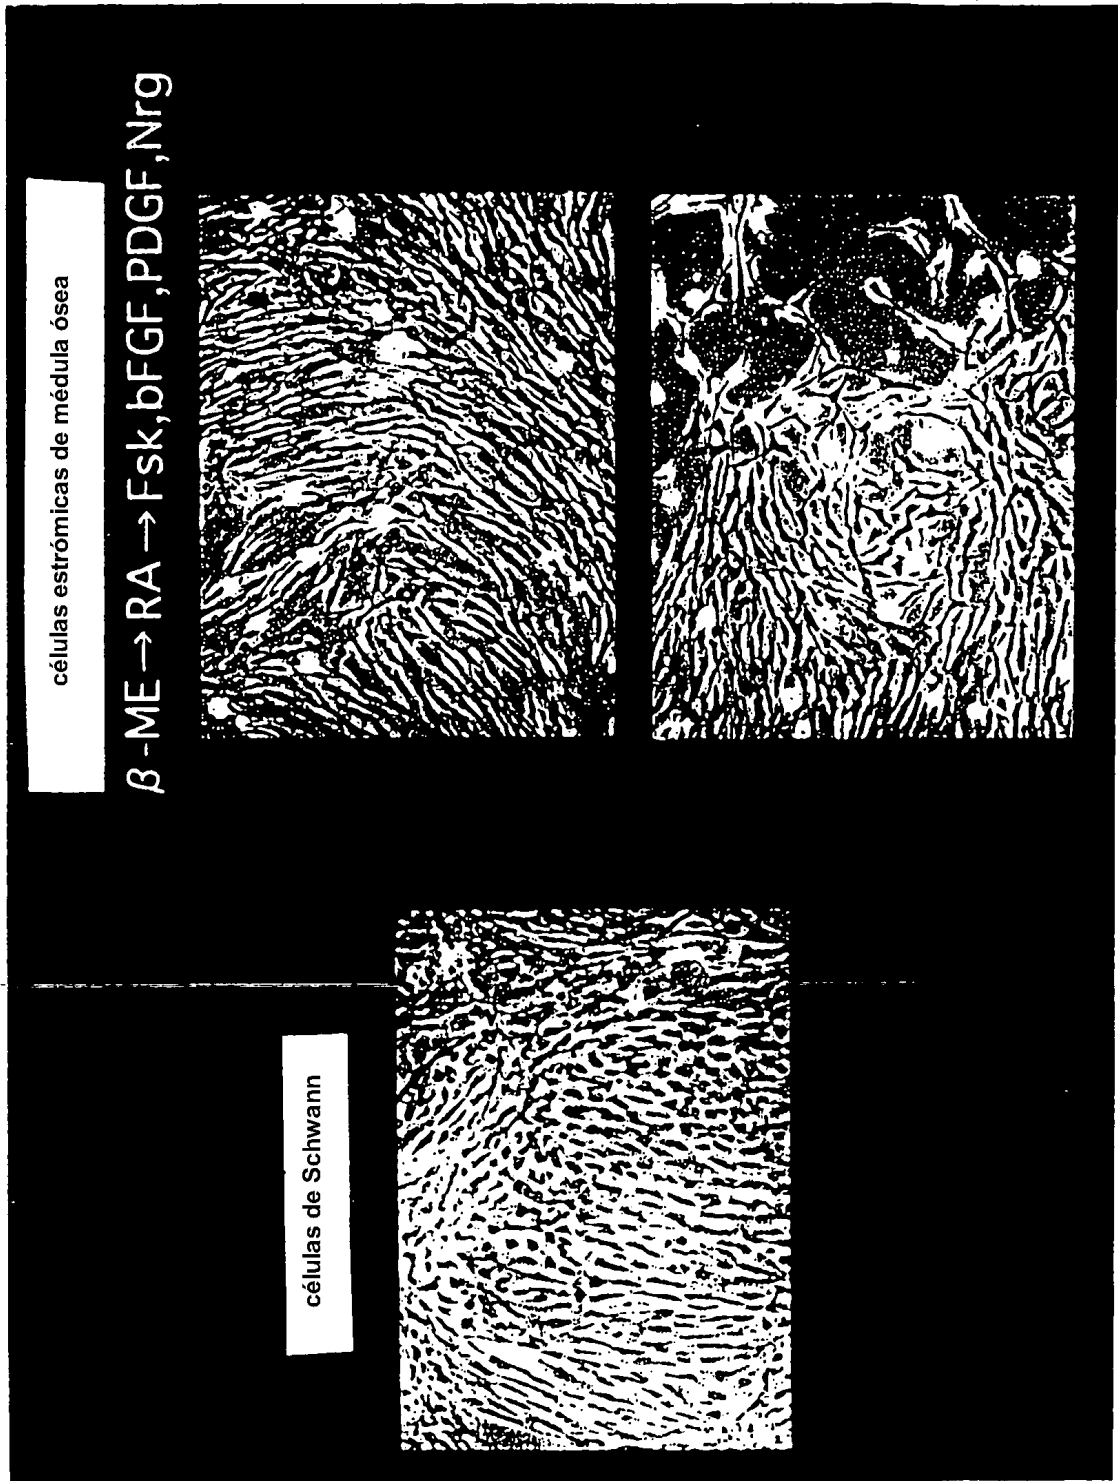 células de Schwann
células estrómicas de médula ósea
β-ME→RA→Fsk,bFGF,PDGF,Nrg